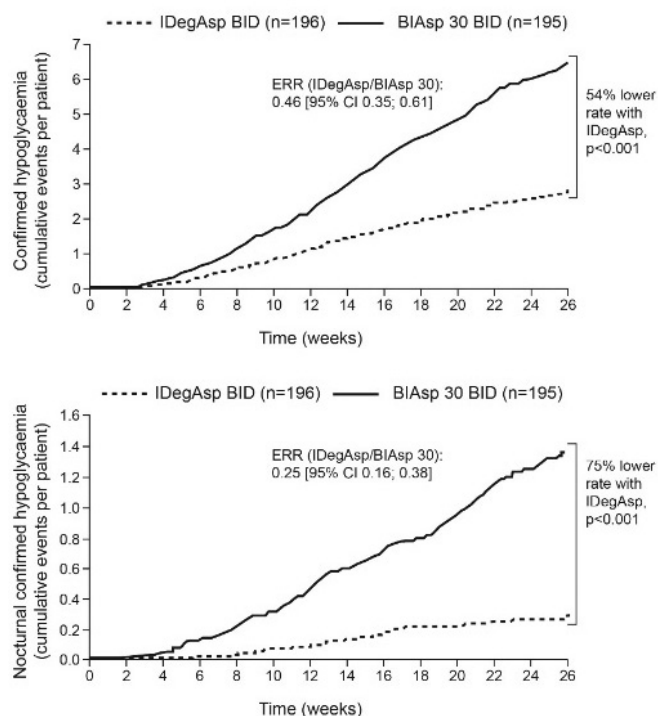 IDegAsp BID (n=196) BIAsp 30 BID (n=195)
Confirmed hypoglycaemia
(cumulative events per patient)
7
6
5
4
3
2
1
0
ERR (IDegAsp/BIAsp 30):
0.46 [95% CI 0.35; 0.61]
54% lower
rate with
IDegAsp,
p<0.001
0 2 4 6 8 10 12 14 16 18 20 22 24 26
Time (weeks)
IDegAsp BID (n=196) BIAsp 30 BID (n=195)
Nocturnal confirmed hypoglycaemia
(cumulative events per patient)
1.6
1.4
1.2
1.0
0.8
0.6
0.4
0.2
0.0
ERR (IDegAsp/BIAsp 30):
0.25 [95% CI 0.16; 0.38]
75% lower
rate with
IDegAsp,
p<0.001
0 2 4 6 8 10 12 14 16 18 20 22 24 26
Time (weeks)